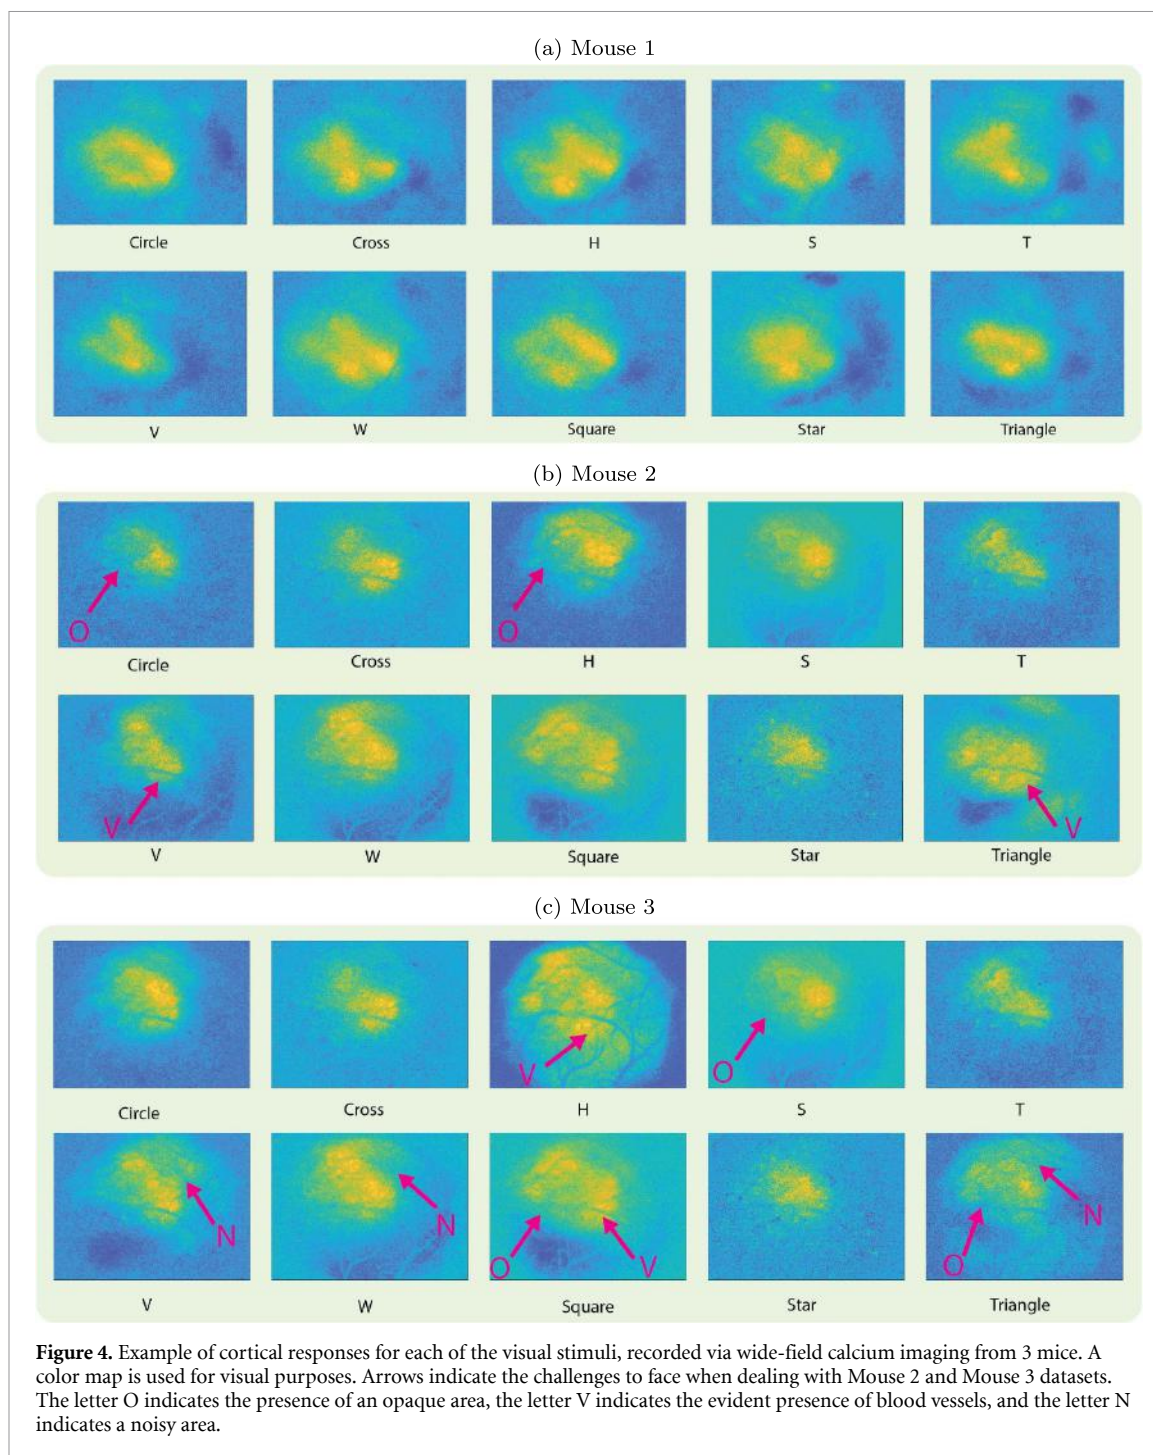 (a) Mouse 1
Circle Cross H S T
V W Square Star Triangle
(b) Mouse 2
O O
Circle Cross H S T
V V
V W Square Star Triangle
(c) Mouse 3
V O
Circle Cross H S T
N N O V O N
V W Square Star Triangle
Figure 4. Example of cortical responses for each of the visual stimuli, recorded via wide-field calcium imaging from 3 mice. A
color map is used for visual purposes. Arrows indicate the challenges to face when dealing with Mouse 2 and Mouse 3 datasets.
The letter O indicates the presence of an opaque area, the letter V indicates the evident presence of blood vessels, and the letter N
indicates a noisy area.